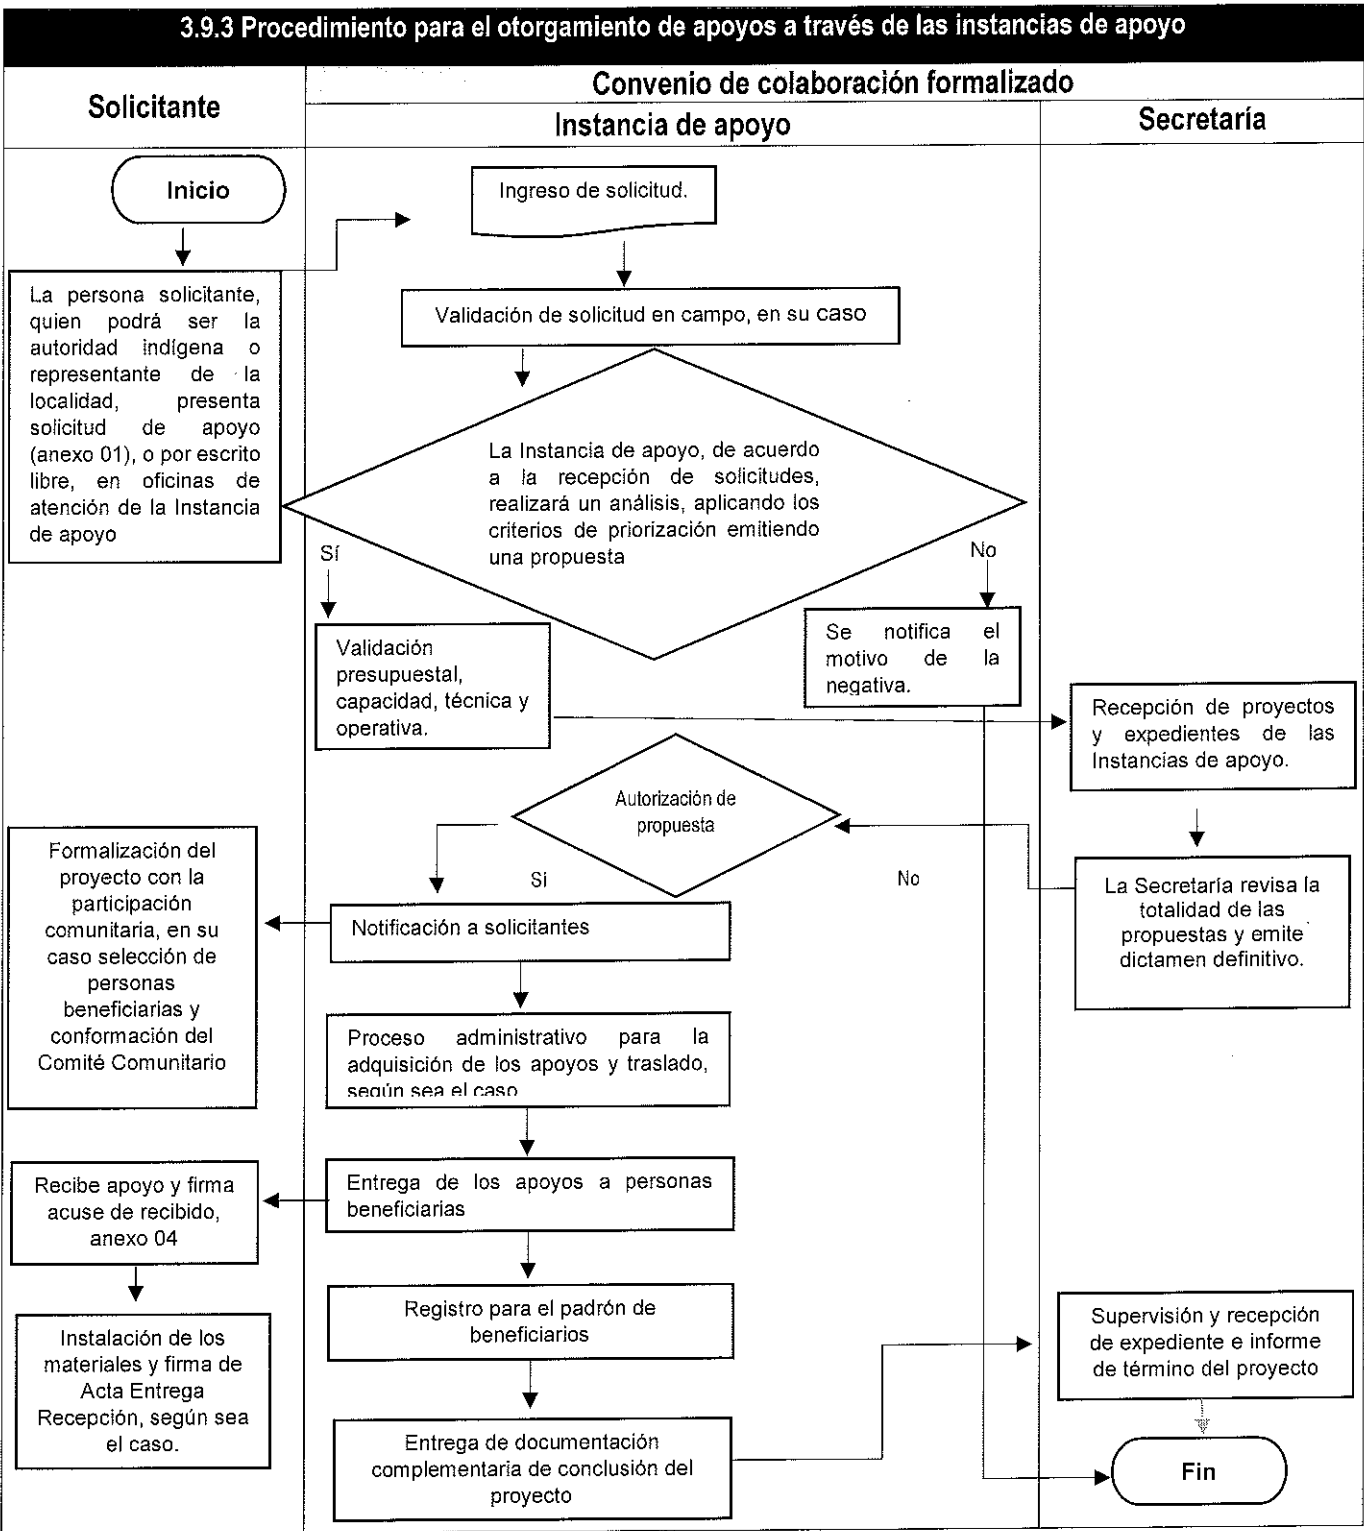 3.9.3 Procedimiento para el otorgamiento de apoyos a través de las instancias de apoyo
Solicitante
Convenio de colaboración formalizado
Instancia de apoyo
Secretaría
Inicio
Ingreso de solicitud.
La persona solicitante,
quien podrá ser la
autoridad indígena o
representante de la
localidad, presenta
solicitud de apoyo
(anexo 01), o por escrito
libre, en oficinas de
atención de la Instancia
de apoyo
Validación de solicitud en campo, en su caso
La Instancia de apoyo, de acuerdo
a la recepción de solicitudes,
realizará un análisis, aplicando los
criterios de priorización emitiendo
una propuesta
Sí
No
Validación
presupuestal,
capacidad, técnica y
operativa.
Se notifica el
motivo de la
negativa.
Recepción de proyectos
y expedientes de las
Instancias de apoyo.
Autorización de
propuesta
Si
No
La Secretaría revisa la
totalidad de las
propuestas y emite
dictamen definitivo.
Formalización del
proyecto con la
participación
comunitaria, en su
caso selección de
personas
beneficiarias y
conformación del
Comité Comunitario
Notificación a solicitantes
Proceso administrativo para la
adquisición de los apoyos y traslado,
según sea el caso
Recibe apoyo y firma
acuse de recibido,
anexo 04
Entrega de los apoyos a personas
beneficiarias
Registro para el padrón de
beneficiarios
Supervisión y recepción
de expediente e informe
de término del proyecto
Instalación de los
materiales y firma de
Acta Entrega
Recepción, según sea
el caso.
Entrega de documentación
complementaria de conclusión del
proyecto
Fin